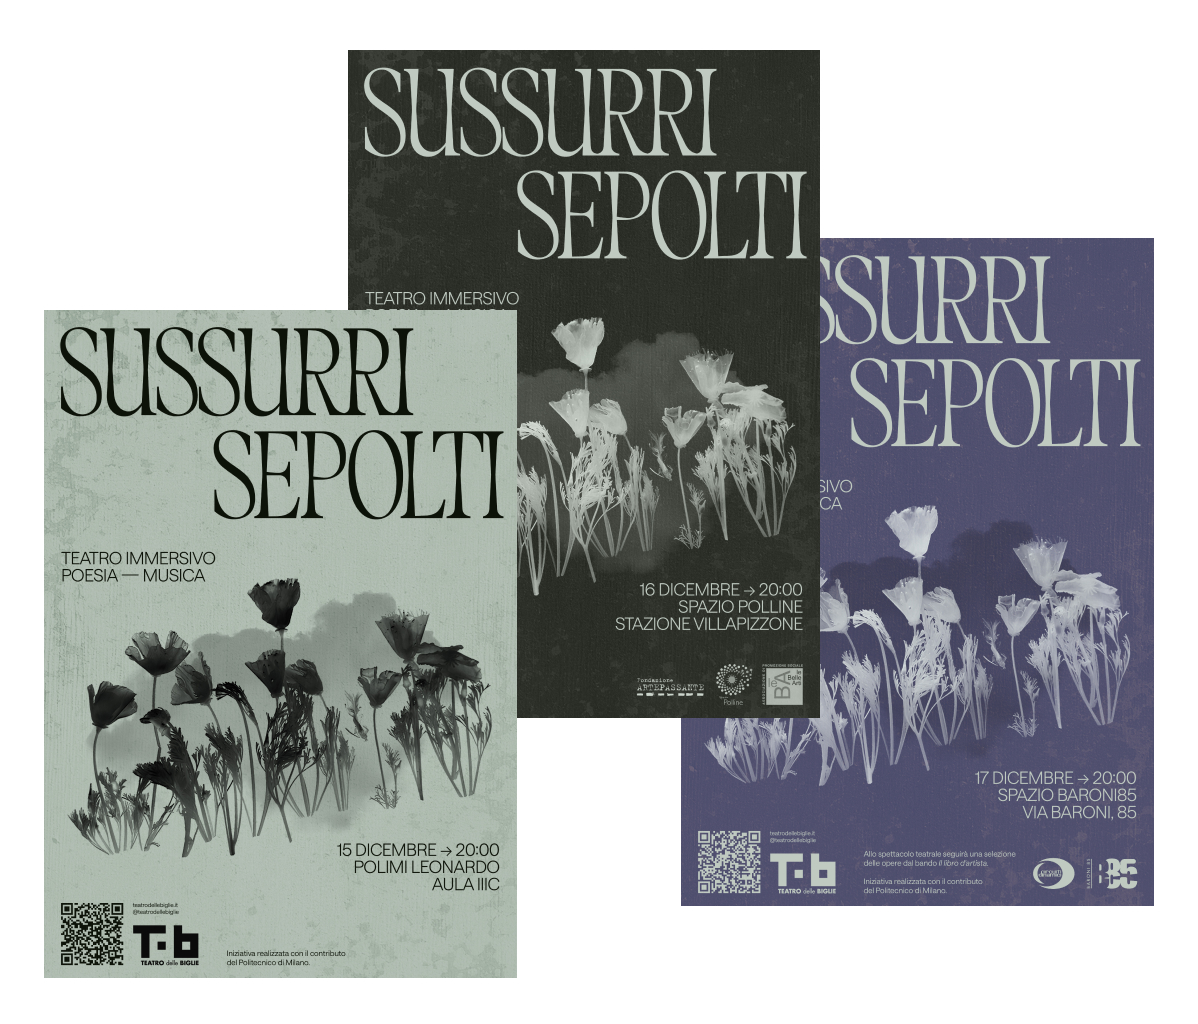 SUSSURRI
SEPOLTI
TEATRO IMMERSIVO
16 DICEMBRE → 20:00
SPAZIO POLLINE
STAZIONE VILLAPIZZONE
Fondazione
ARTEPASSANTE
Polline
SUSSURRI
SEPOLTI
TEATRO IMMERSIVO
POESIA — MUSICA
15 DICEMBRE → 20:00
POLIMI LEONARDO
AULA IIIC
teatrodellebiglie.it
@teatrodellebiglie
T:b
TEATRO delle BIGLIE
Iniziativa realizzata con il contributo
del Politecnico di Milano.
SSURRI
SEPOLTI
SIVO
CA
17 DICEMBRE → 20:00
SPAZIO BARONI85
VIA BARONI, 85
teatrodellebiglie.it
@teatrodellebiglie
T:b
TEATRO delle BIGLIE
Allo spettacolo teatrale seguirà una selezione
delle opere dal bando il libro d'artista.
Iniziativa realizzata con il contributo
del Politecnico di Milano.
BARONI 85